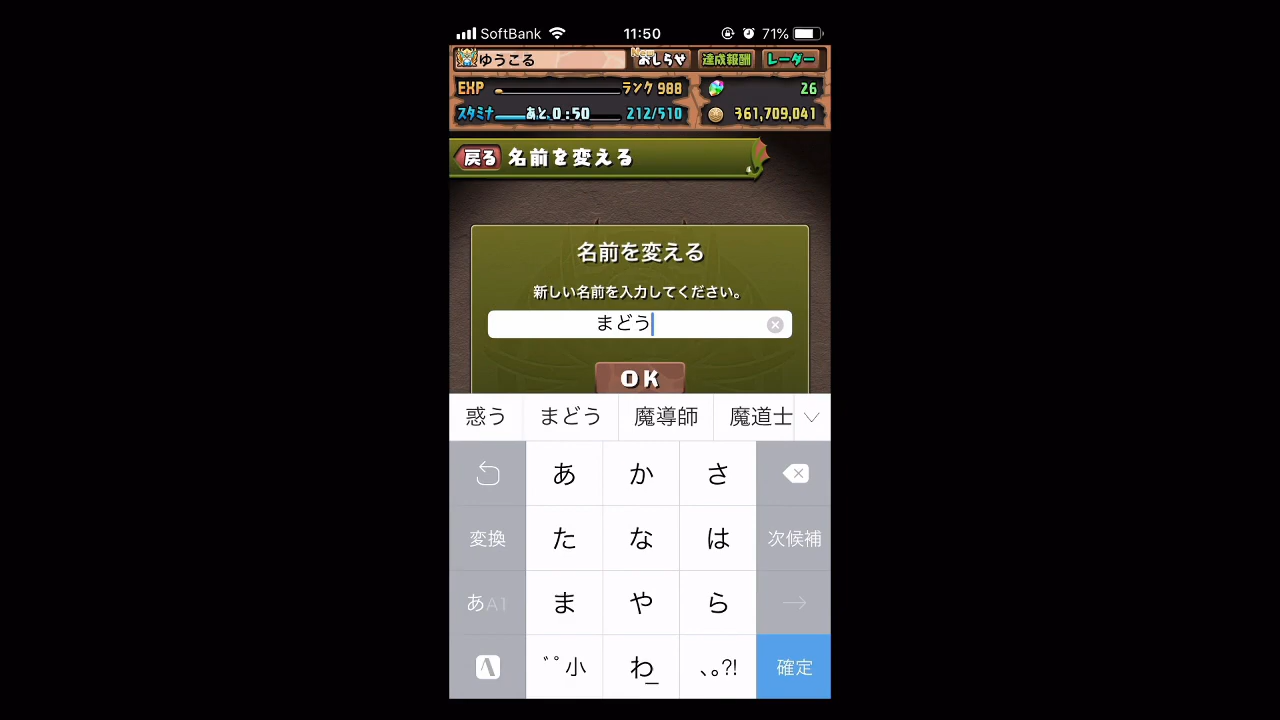 SoftBank 11:50 71%
ゆうこる New おしらせ 達成報酬 レーダー
EXP ランク 988 26
スタミナ あと 0:50 212/510 361,709,041
戻る 名前を変える
名前を変える
新しい名前を入力してください。
まどう
OK
惑う まどう 魔導師 魔道士
あ か さ
変換 た な は 次候補
あA1 ま や ら →
゛゜小 わ_ 、。?! 確定